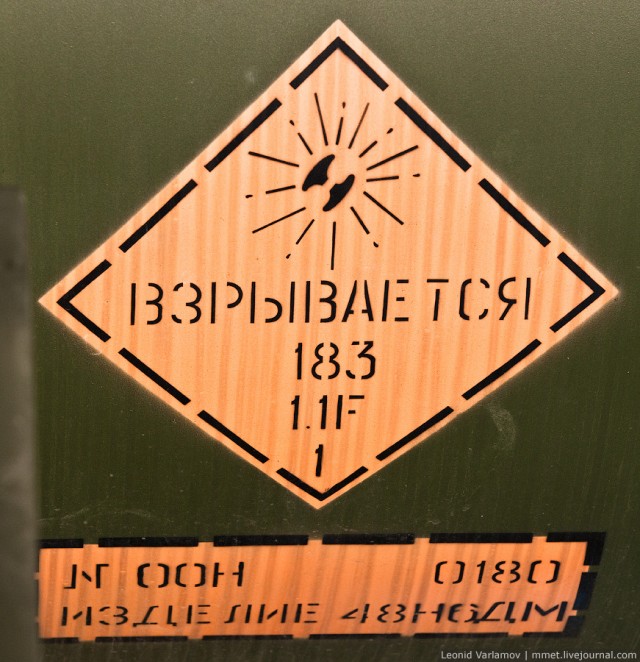 ВЗРЫВАЕТСЯ
183
1.1F
1
№ ООН 0180
ИЗДЕЛИЕ 48Н6ДМ
Leonid Varlamov | mmet.livejournal.com